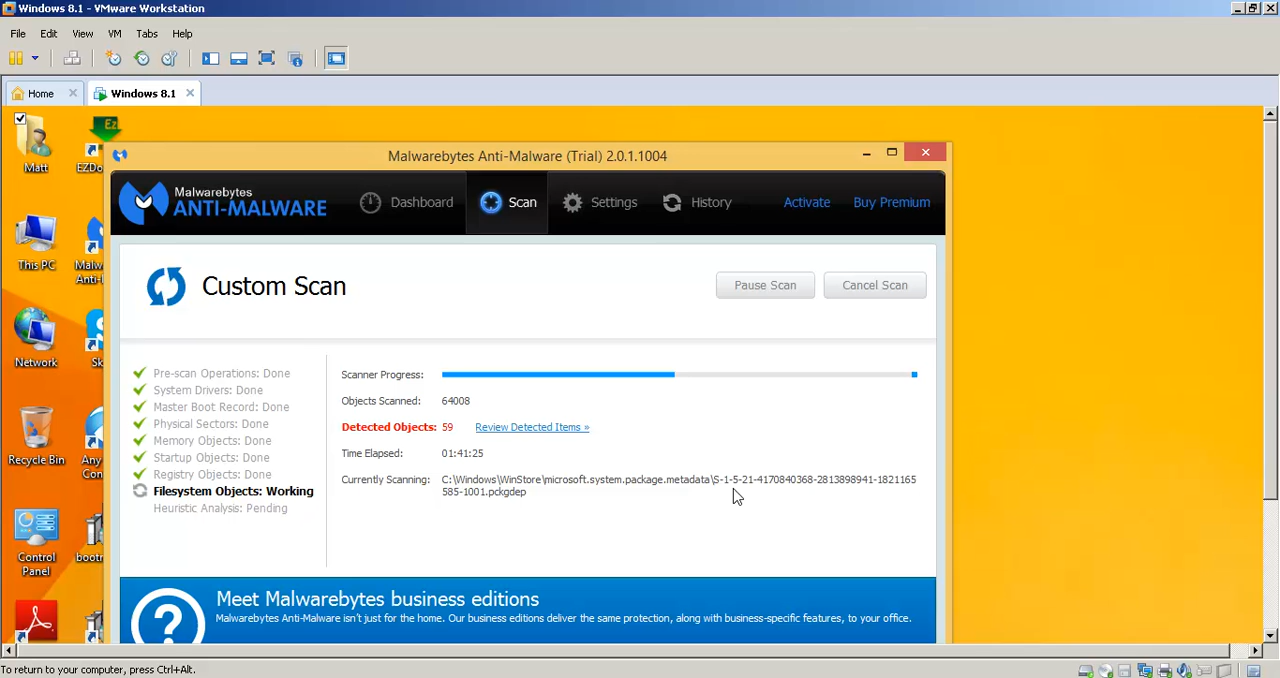 Windows 8.1 - VMware Workstation
File Edit View VM Tabs Help
Home
Windows 8.1
Matt
This PC
Network
Recycle Bin
Control
Panel
Malwarebytes Anti-Malware (Trial) 2.0.1.1004
Malwarebytes
ANTI-MALWARE
Dashboard
Scan
Settings
History
Activate
Buy Premium
Custom Scan
Pause Scan
Cancel Scan
Pre-scan Operations: Done
System Drivers: Done
Master Boot Record: Done
Physical Sectors: Done
Memory Objects: Done
Startup Objects: Done
Registry Objects: Done
Filesystem Objects: Working
Heuristic Analysis: Pending
Scanner Progress:
Objects Scanned: 64008
Detected Objects: 59 Review Detected Items »
Time Elapsed: 01:41:25
Currently Scanning: C:\Windows\WinStore\microsoft.system.package.metadata\S-1-5-21-4170840368-2813898941-1821165
585-1001.pckgdep
Meet Malwarebytes business editions
Malwarebytes Anti-Malware isn't just for the home. Our business editions deliver the same protection, along with business-specific features, to your office.
To return to your computer, press Ctrl+Alt.